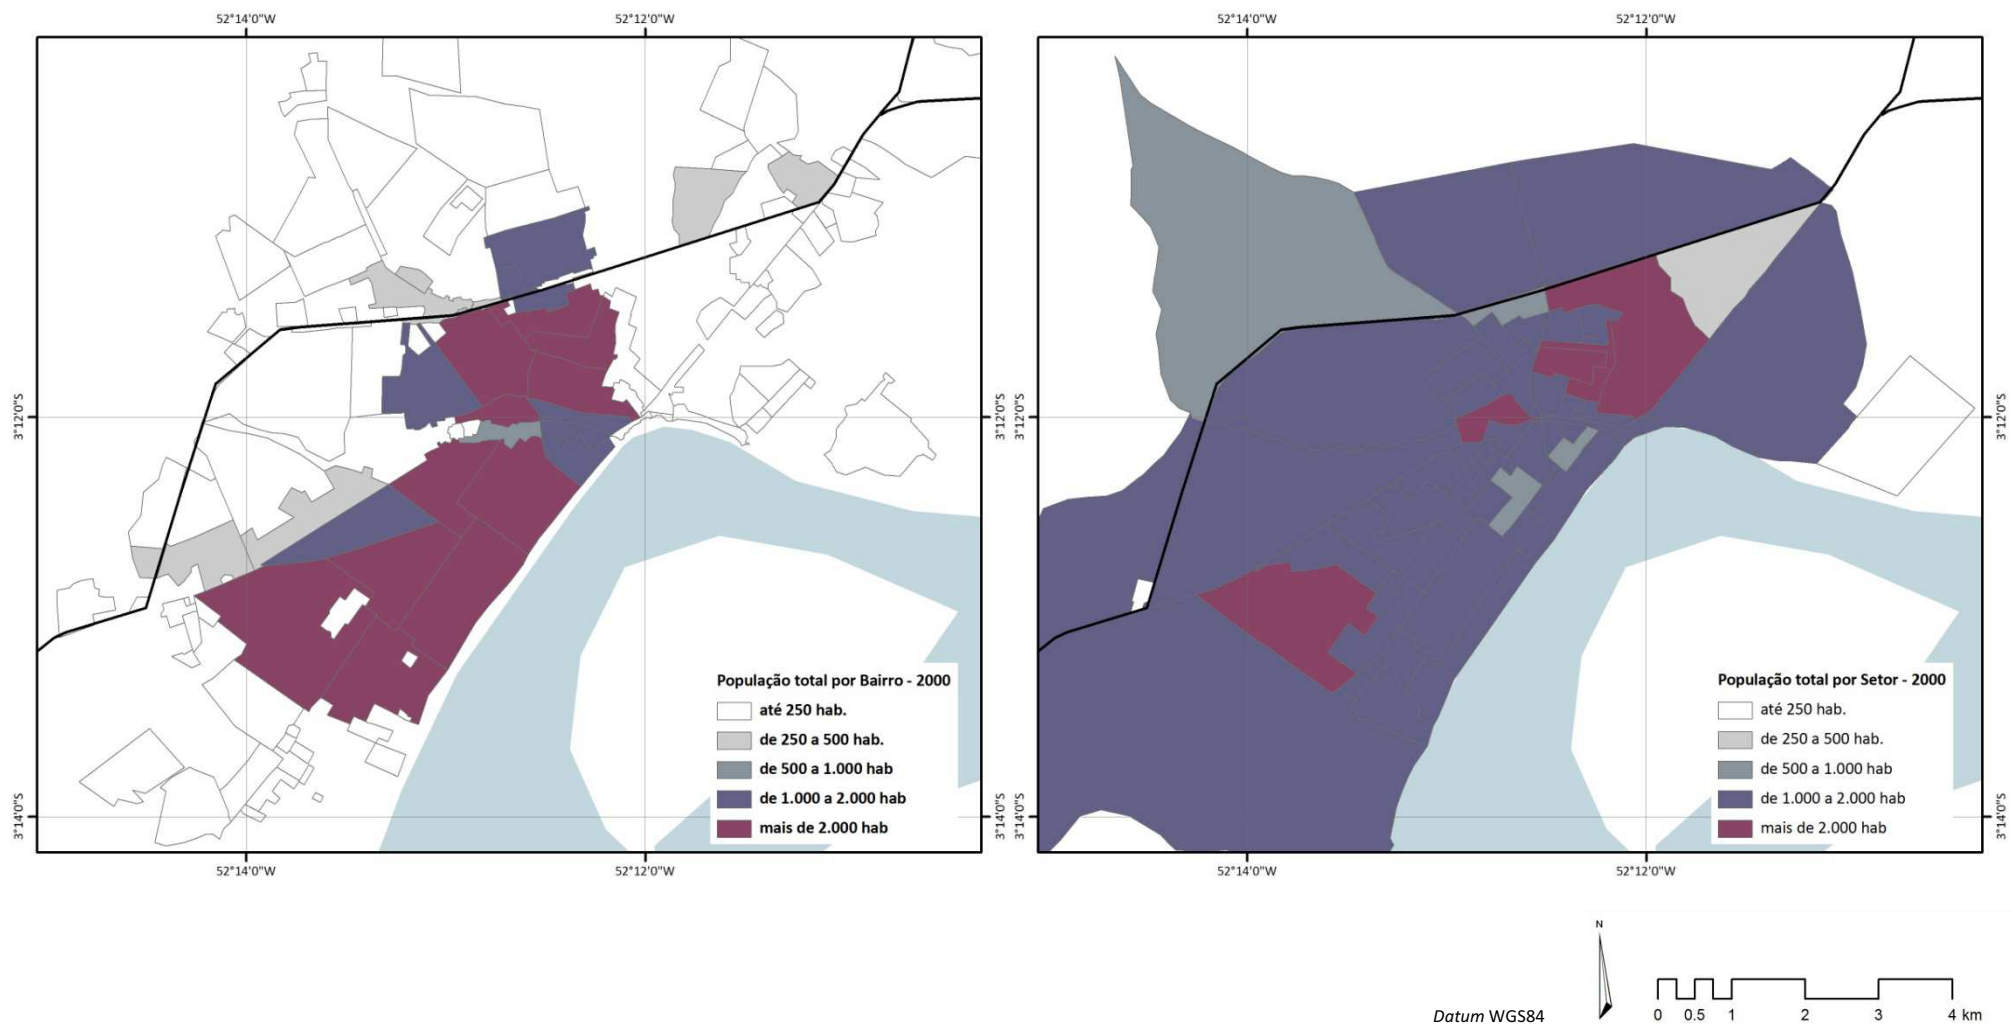 52°14'0"W
52°12'0"W
52°14'0"W
52°12'0"W
3°12'0"S
3°12'0"S
3°12'0"S
3°12'0"S
População total por Bairro - 2000
até 250 hab.
de 250 a 500 hab.
de 500 a 1.000 hab
de 1.000 a 2.000 hab
mais de 2.000 hab
População total por Setor - 2000
até 250 hab.
de 250 a 500 hab.
de 500 a 1.000 hab
de 1.000 a 2.000 hab
mais de 2.000 hab
3°14'0"S
3°14'0"S
3°14'0"S
3°14'0"S
52°14'0"W
52°12'0"W
52°14'0"W
52°12'0"W
N
Datum WGS84
0 0.5 1 2 3 4 km